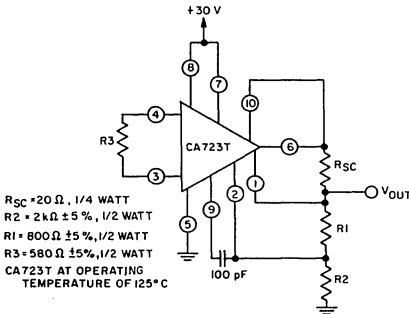 +30 V
8
7
4
10
R3
CA723T
6
3
RSC
VOUT
1
2
9
5
R1
100 pF
R2
RSC = 20 Ω, 1/4 WATT
R2 = 2kΩ ±5%, 1/2 WATT
R1 = 800Ω ±5%, 1/2 WATT
R3 = 580Ω ±5%, 1/2 WATT
CA723T AT OPERATING
TEMPERATURE OF 125°C